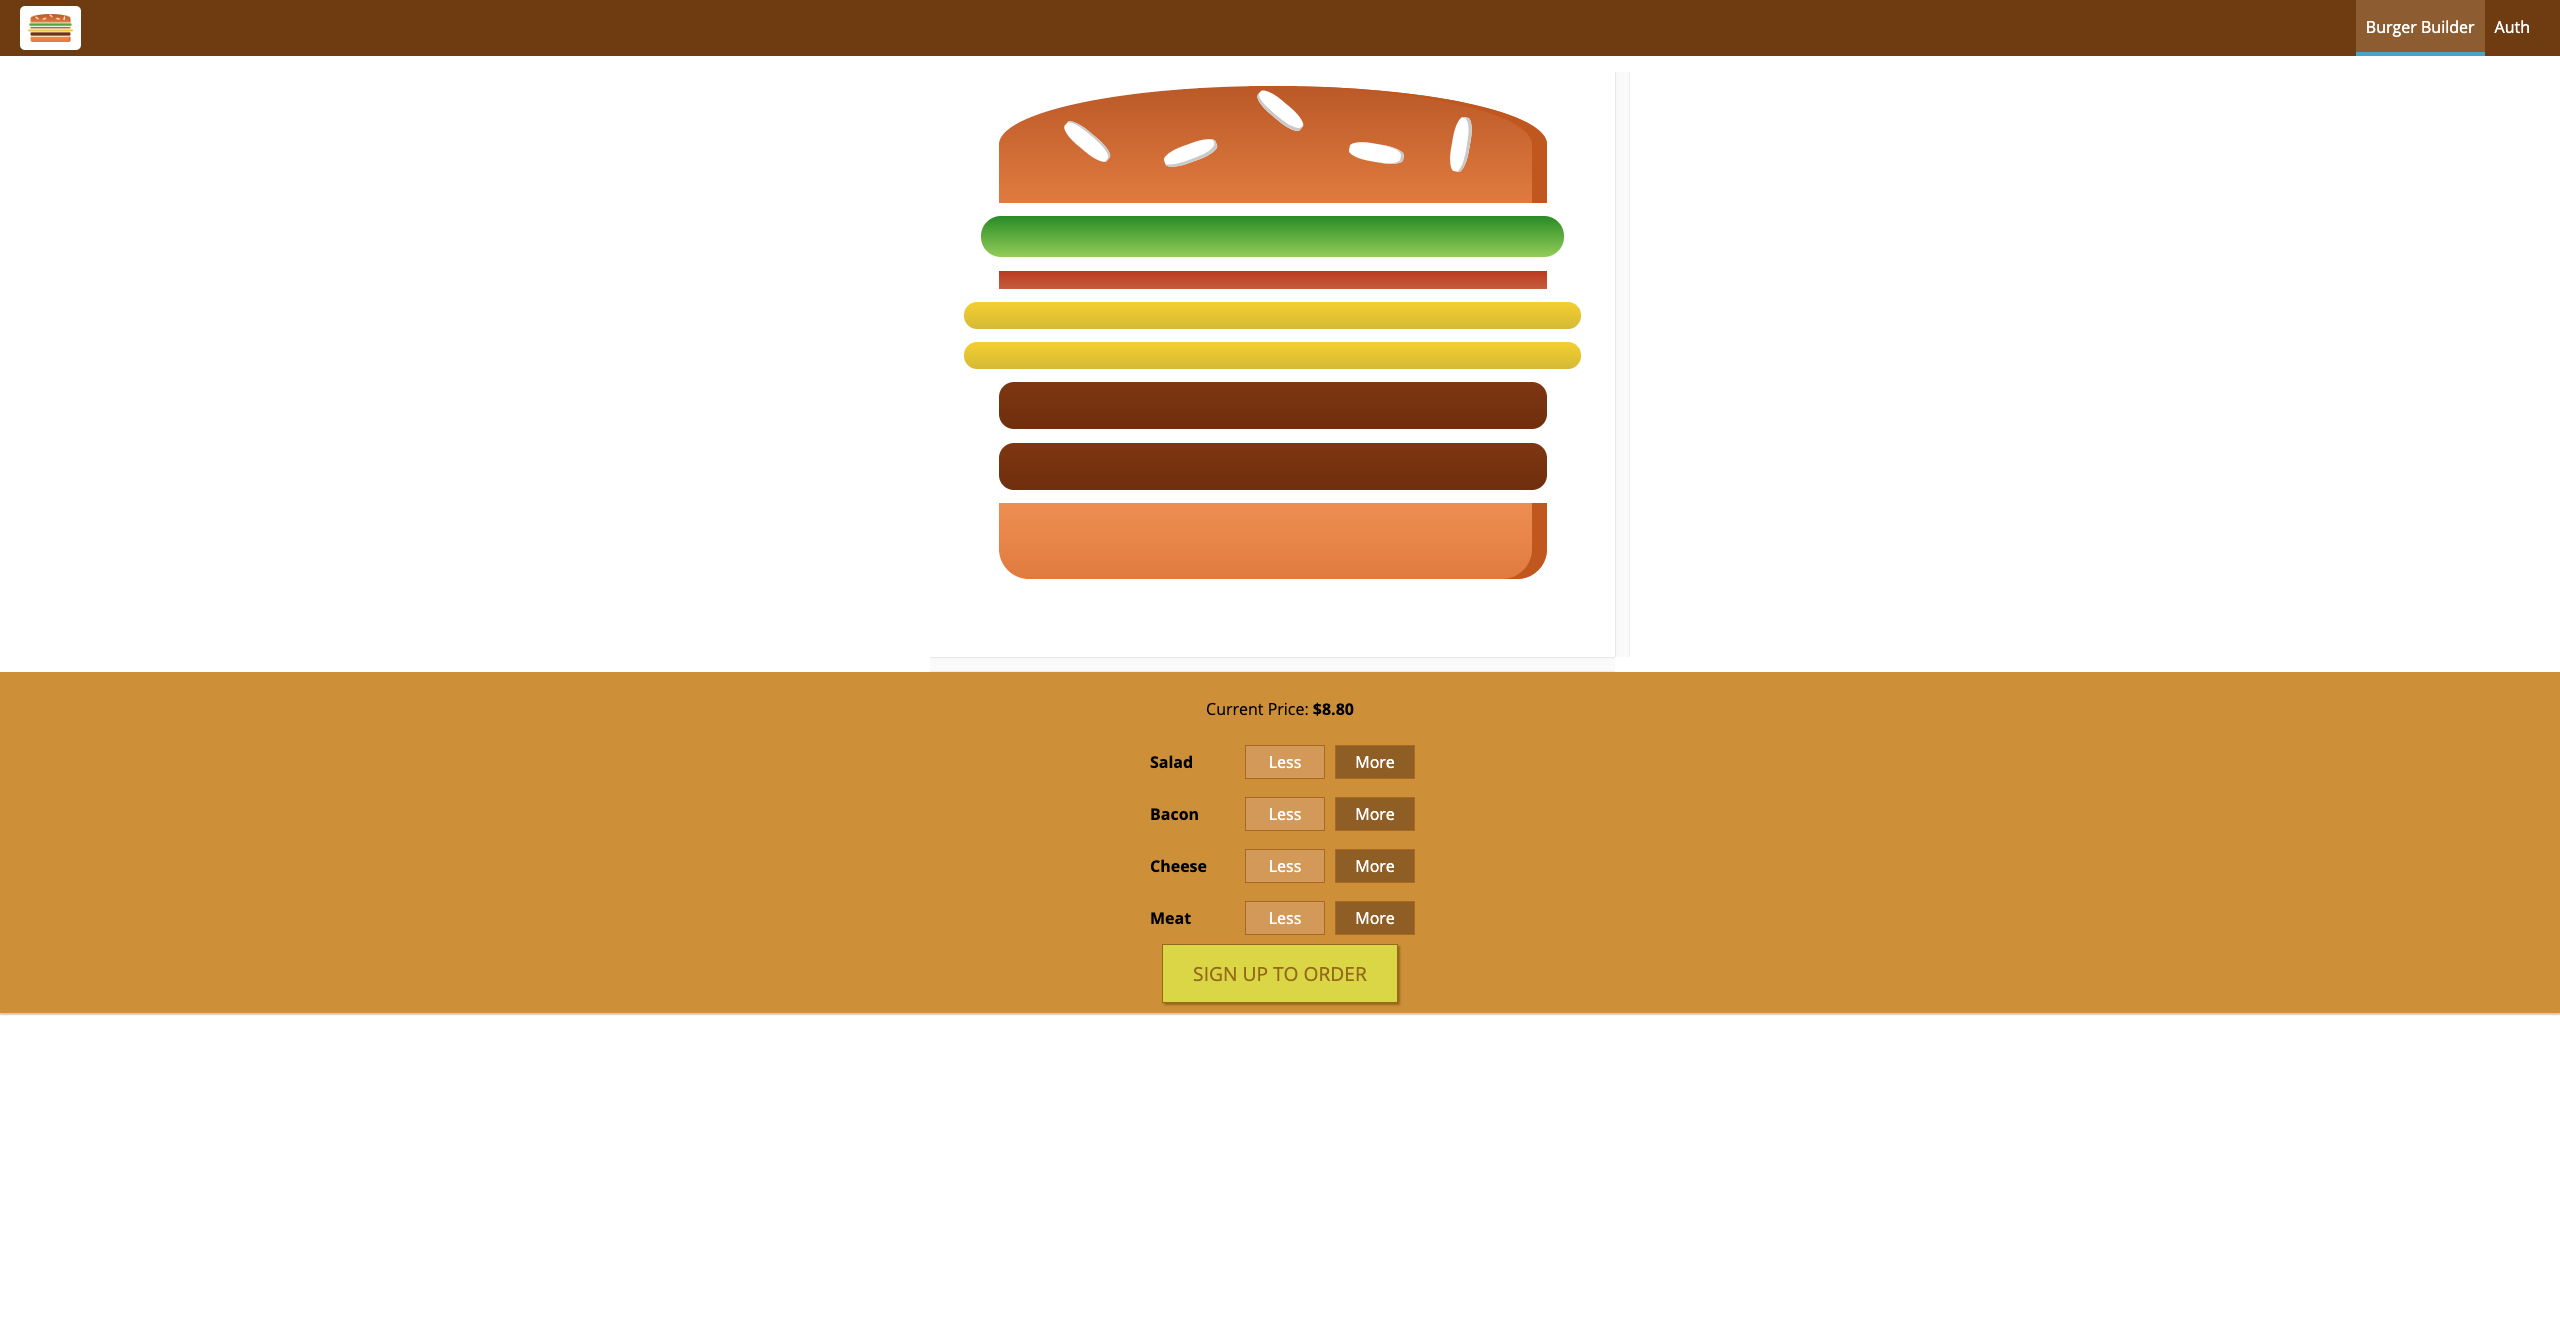 Burger Builder Auth
Current Price: $8.80
Salad Less More
Bacon Less More
Cheese Less More
Meat Less More
SIGN UP TO ORDER